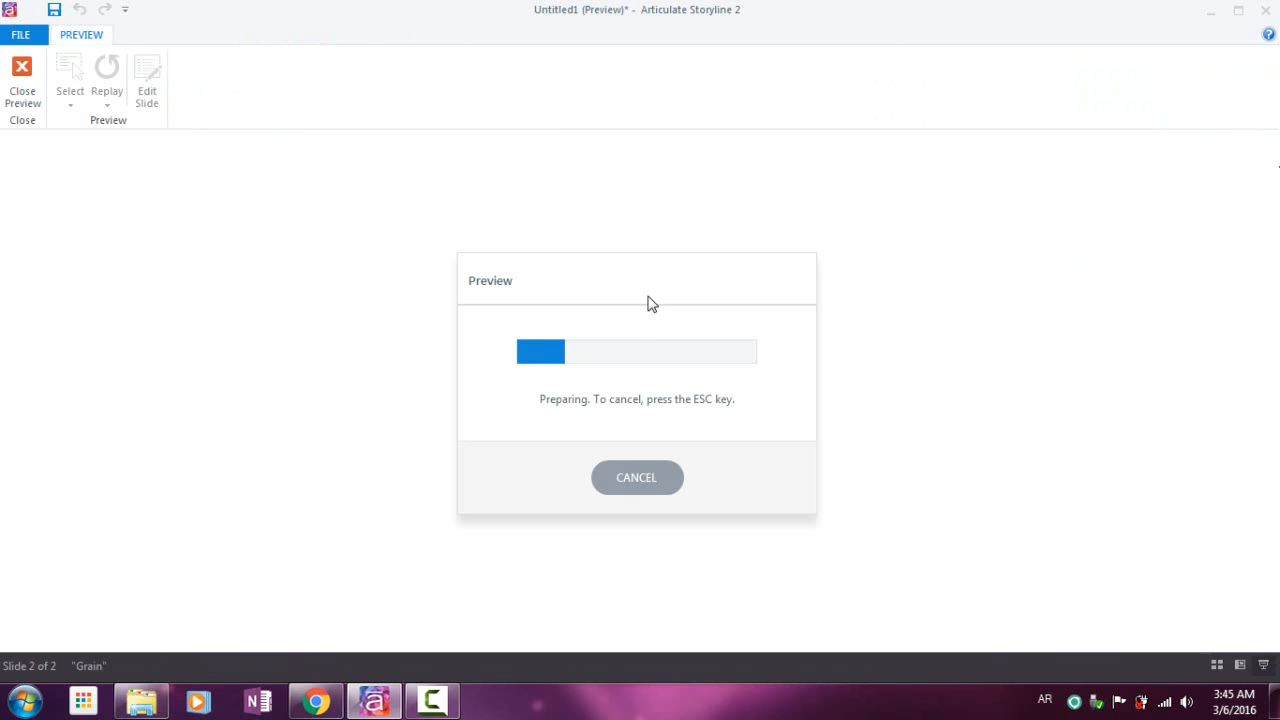 Untitled1 (Preview)* - Articulate Storyline 2
FILE
PREVIEW
Close
Preview
Select
Replay
Edit
Slide
Close
Preview
Preview
Preparing. To cancel, press the ESC key.
CANCEL
Slide 2 of 2
"Grain"
AR
3:45 AM
3/6/2016